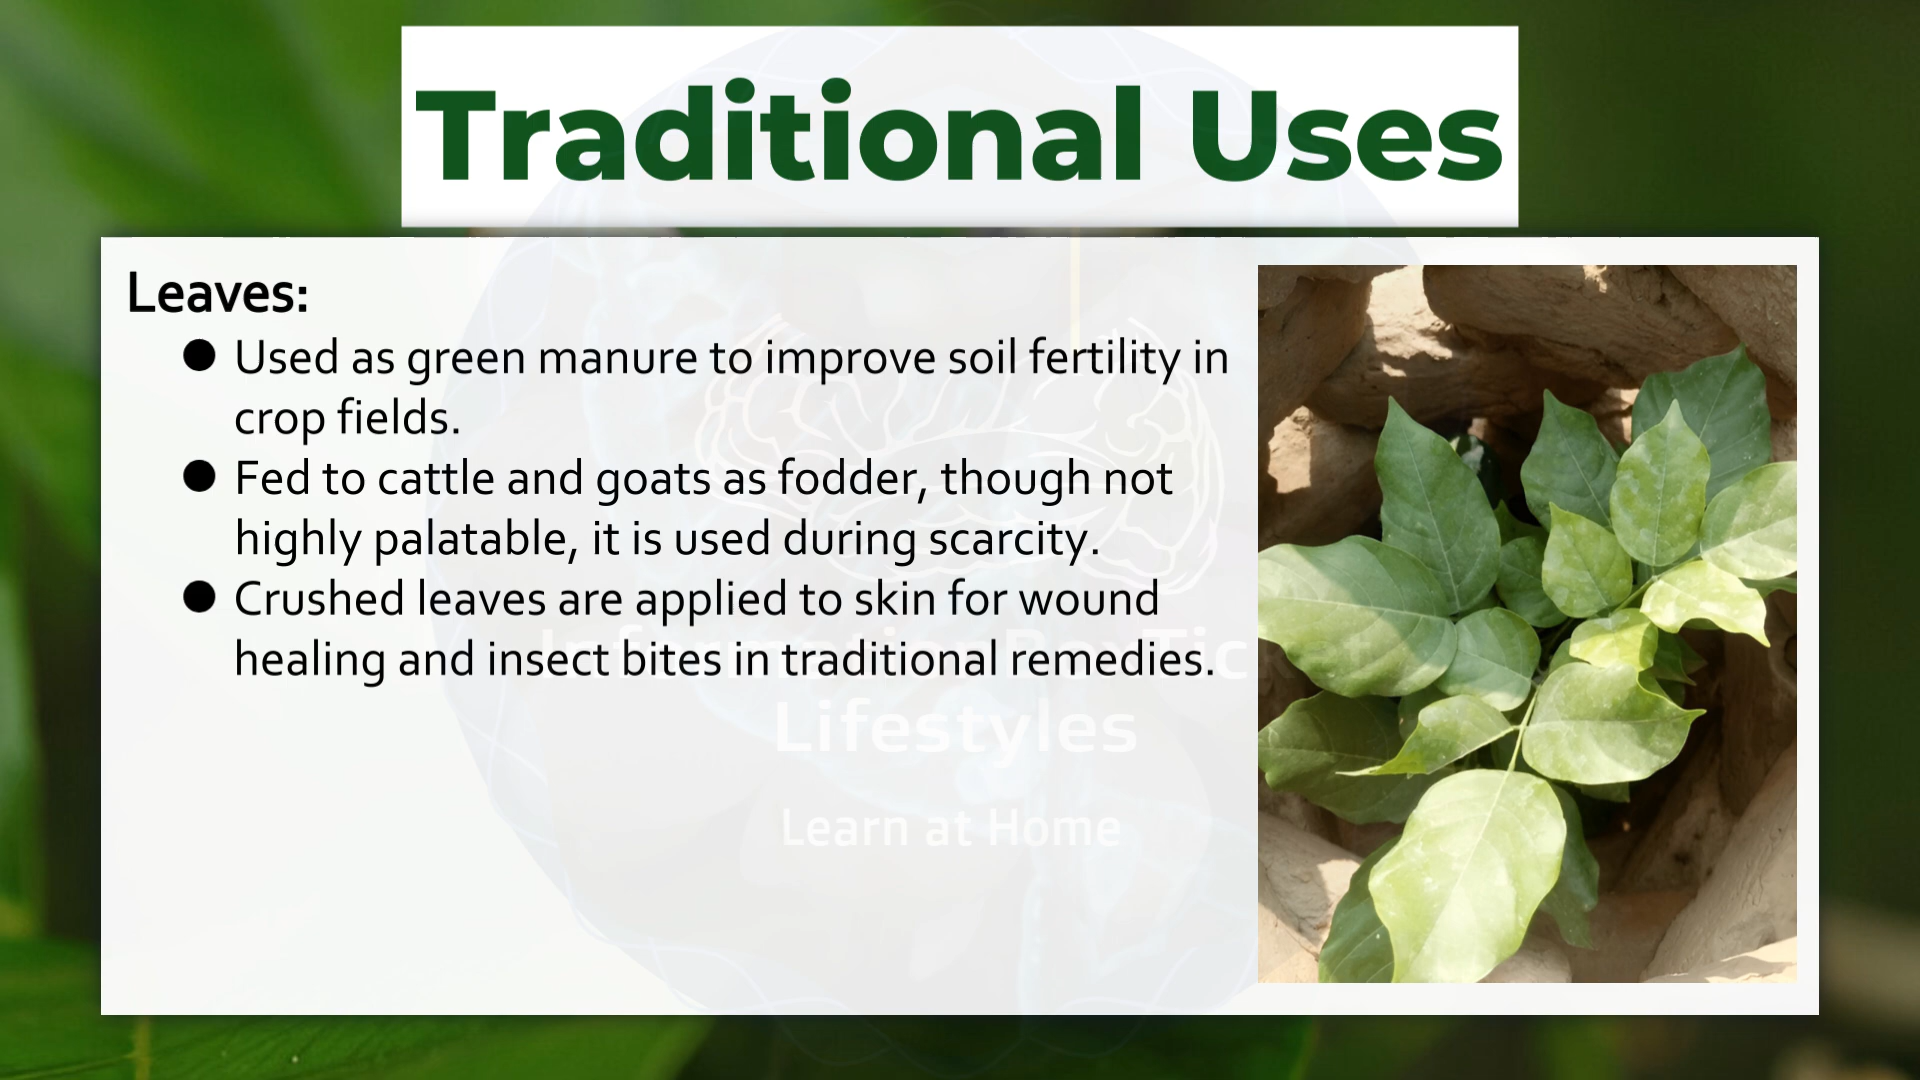 Traditional Uses
Leaves:
● Used as green manure to improve soil fertility in
crop fields.
● Fed to cattle and goats as fodder, though not
highly palatable, it is used during scarcity.
● Crushed leaves are applied to skin for wound
healing and insect bites in traditional remedies.
Lifestyles
Learn at Home